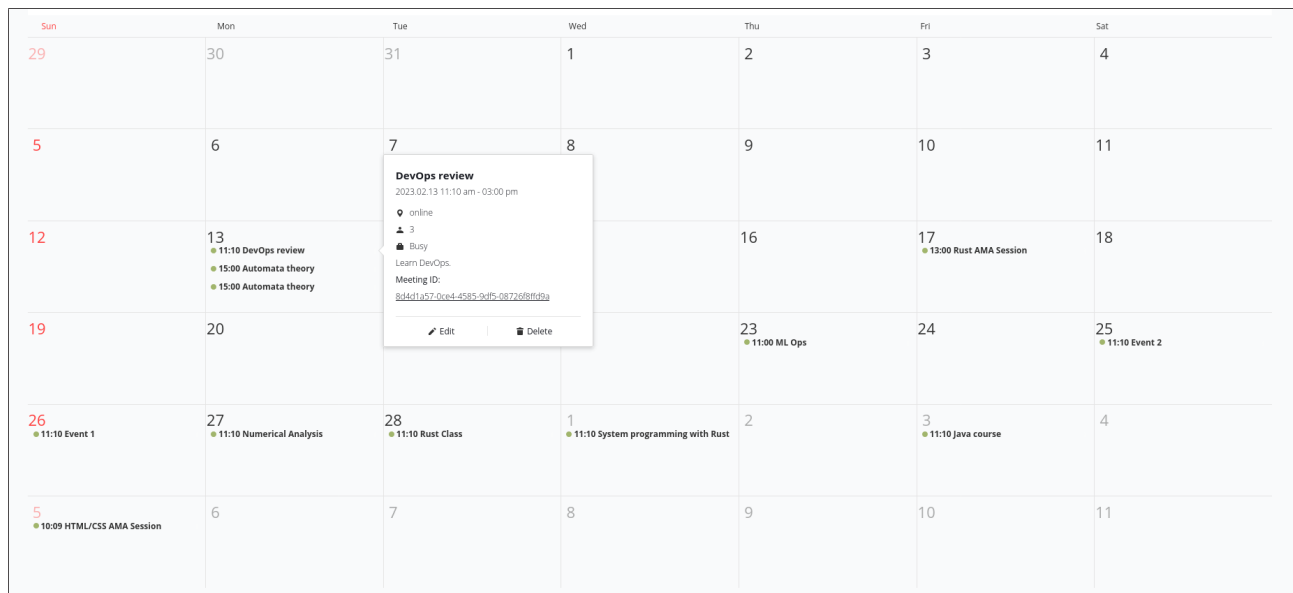 Sun Mon Tue Wed Thu Fri Sat
29 30 31 1 2 3 4
5 6 7 8 9 10 11
DevOps review
2023.02.13 11:10 am - 03:00 pm
online
3
Busy
Learn DevOps.
Meeting ID:
8d4d1a57-0ce4-4585-9df5-08726f8ffd9a
Edit Delete
12 13 16 17 18
11:10 DevOps review 13:00 Rust AMA Session
15:00 Automata theory
15:00 Automata theory
19 20 23 24 25
11:00 ML Ops 11:10 Event 2
26 27 28 1 2 3 4
11:10 Event 1 11:10 Numerical Analysis 11:10 Rust Class 11:10 System programming with Rust 11:10 Java course
5 6 7 8 9 10 11
10:09 HTML/CSS AMA Session